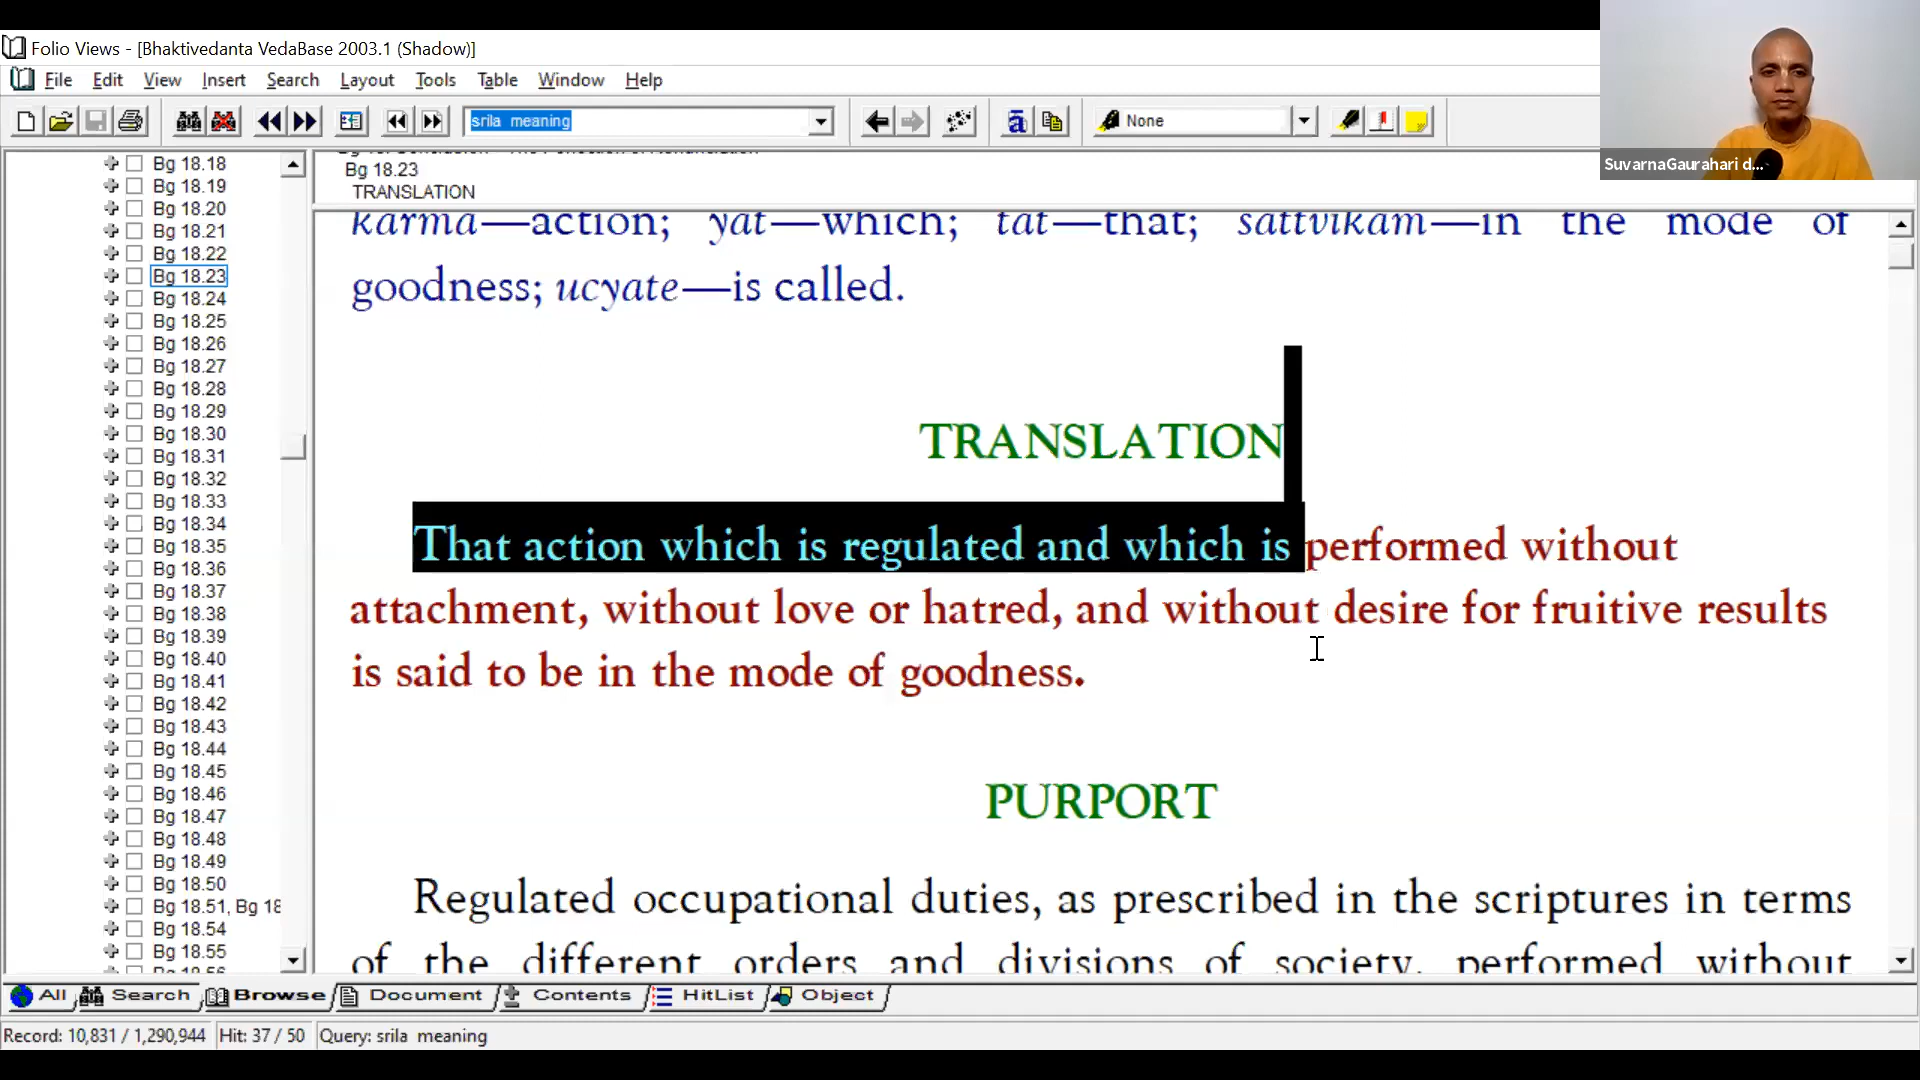 Folio Views - [Bhaktivedanta VedaBase 2003.1 (Shadow)]
File Edit View Insert Search Layout Tools Table Window Help
srila meaning
None
SuvarnaGaurahari d...
Bg 18.18
Bg 18.19
Bg 18.20
Bg 18.21
Bg 18.22
Bg 18.23
Bg 18.24
Bg 18.25
Bg 18.26
Bg 18.27
Bg 18.28
Bg 18.29
Bg 18.30
Bg 18.31
Bg 18.32
Bg 18.33
Bg 18.34
Bg 18.35
Bg 18.36
Bg 18.37
Bg 18.38
Bg 18.39
Bg 18.40
Bg 18.41
Bg 18.42
Bg 18.43
Bg 18.44
Bg 18.45
Bg 18.46
Bg 18.47
Bg 18.48
Bg 18.49
Bg 18.50
Bg 18.51, Bg 18
Bg 18.54
Bg 18.55
Bg 18.56
Bg 18.23
TRANSLATION
karma—action; yat—which; tat—that; sattvikam—in the mode of
goodness; ucyate—is called.
TRANSLATION
That action which is regulated and which is performed without
attachment, without love or hatred, and without desire for fruitive results
is said to be in the mode of goodness.
PURPORT
Regulated occupational duties, as prescribed in the scriptures in terms
of the different orders and divisions of society, performed without
All Search Browse Document Contents HitList Object
Record: 10,831 / 1,290,944 Hit: 37 / 50 Query: srila meaning